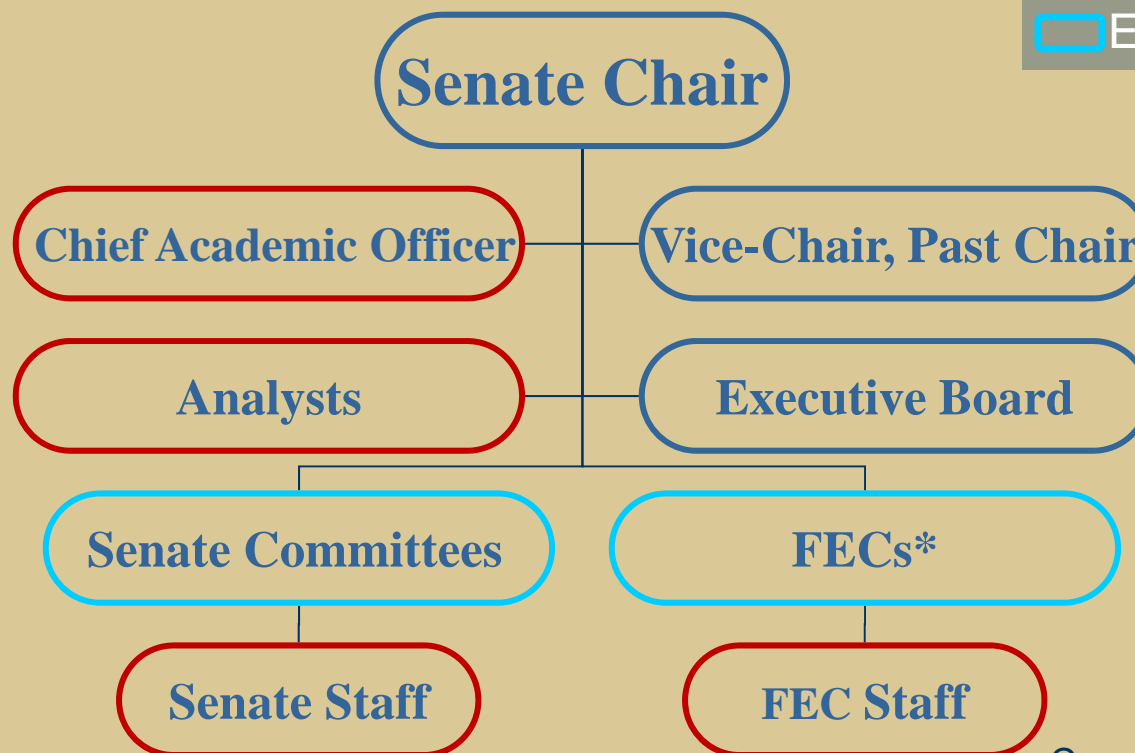 Senate Chair
Chief Academic Officer
Vice-Chair, Past Chair
Analysts
Executive Board
Senate Committees
FECs*
Senate Staff
FEC Staff